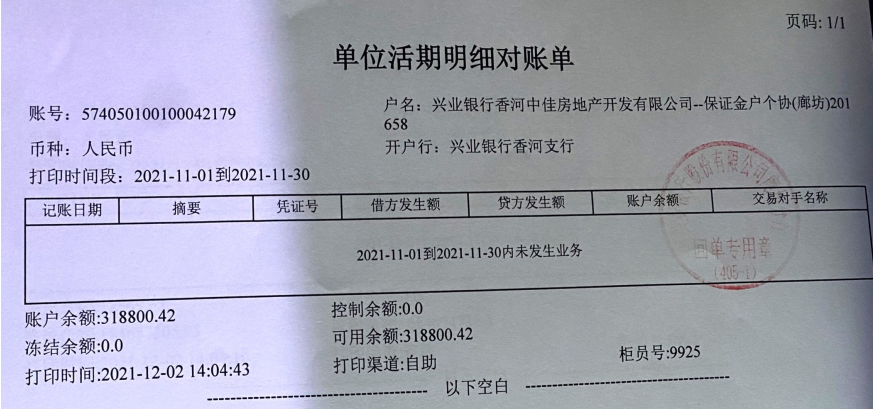 页码: 1/1
单位活期明细对账单
账号: 574050100100042179
户名: 兴业银行香河中佳房地产开发有限公司--保证金户个协(廊坊)201
658
币种: 人民币
开户行: 兴业银行香河支行
打印时间段: 2021-11-01到2021-11-30
记账日期 摘要 凭证号 借方发生额 贷方发生额 账户余额 交易对手名称
2021-11-01到2021-11-30内未发生业务
股份有限公司
回单专用章
(405-1)
账户余额:318800.42 控制余额:0.0
冻结余额:0.0 可用余额:318800.42
打印时间:2021-12-02 14:04:43 打印渠道:自助 柜员号:9925
以下空白